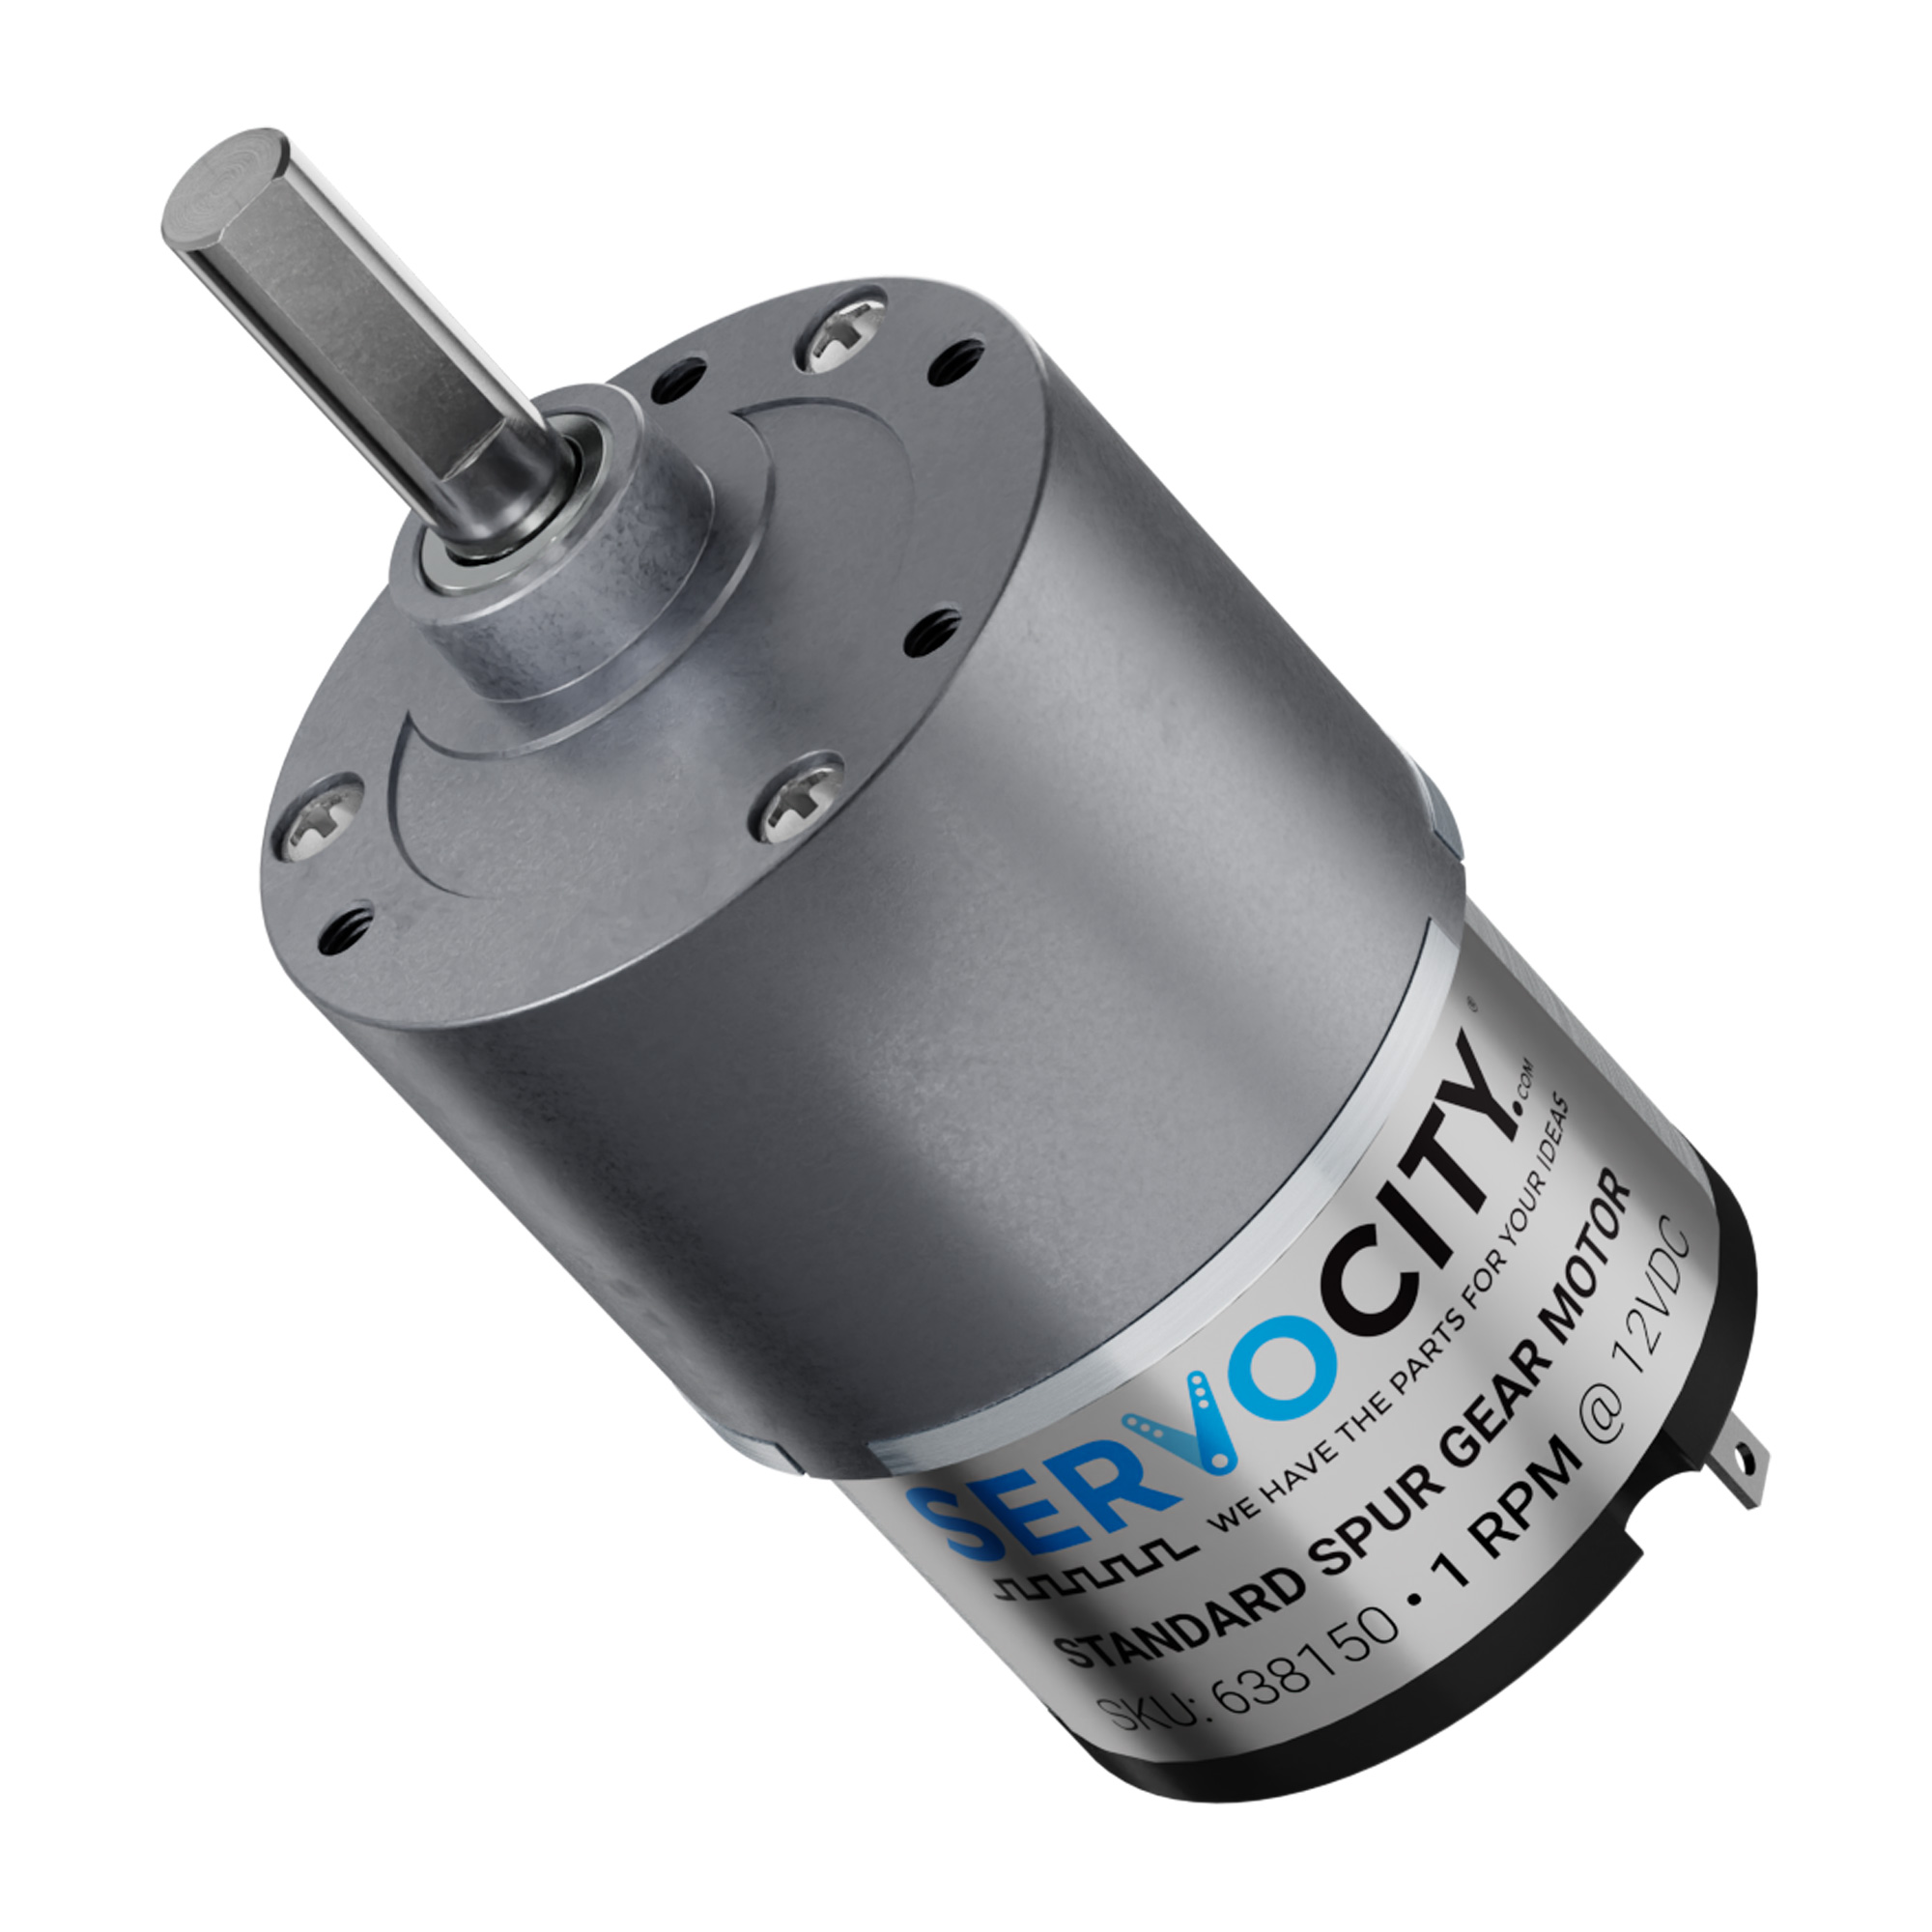 SERVOCITY.COM®
WE HAVE THE PARTS FOR YOUR IDEAS
STANDARD SPUR GEAR MOTOR
SKU: 638150 • 1 RPM @ 12VDC